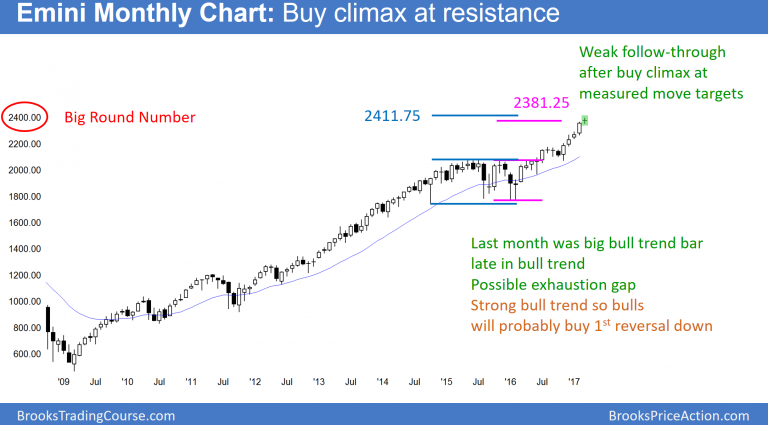 Emini Monthly Chart: Buy climax at resistance
Weak follow-through
after buy climax at
measured move targets
2381.25
2411.75
2400.00
Big Round Number
2200.00
2000.00
1800.00
1600.00
1400.00
1200.00
1000.00
800.00
600.00
Last month was big bull trend bar
late in bull trend
Possible exhaustion gap
Strong bull trend so bulls
will probably buy 1st reversal down
'09 Jul '10 Jul '11 Jul '12 Jul '13 Jul '14 Jul '15 Jul '16 Jul '17
BrooksTradingCourse.com BrooksPriceAction.com